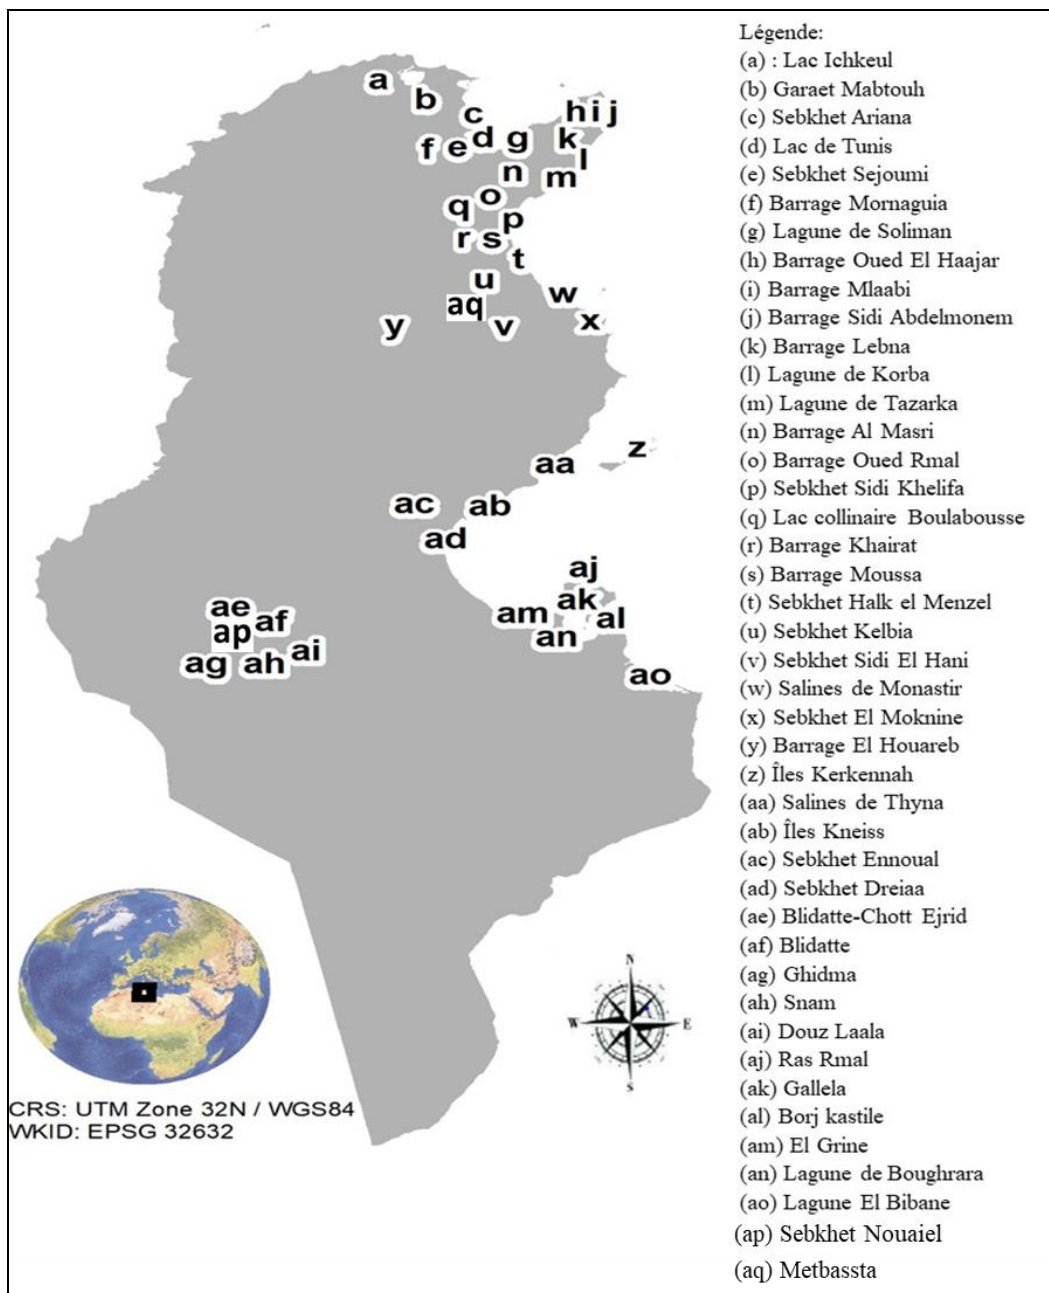 a
b
c
h i j
d
g
k
f
e
l
n
m
o
q
p
r
s
t
u
w
aq
y
v
x
z
aa
ac
ab
ad
aj
ae
ak
af
am
al
ap
an
ai
ag
ah
ao
N
W
E
S
CRS: UTM Zone 32N / WGS84
WKID: EPSG 32632
Légende:
(a) : Lac Ichkeul
(b) Garaet Mabtouh
(c) Sebkhet Ariana
(d) Lac de Tunis
(e) Sebkhet Sejoumi
(f) Barrage Mornaguia
(g) Lagune de Soliman
(h) Barrage Oued El Haajar
(i) Barrage Mlaabi
(j) Barrage Sidi Abdelmonem
(k) Barrage Lebna
(l) Lagune de Korba
(m) Lagune de Tazarka
(n) Barrage Al Masri
(o) Barrage Oued Rmal
(p) Sebkhet Sidi Khelifa
(q) Lac collinaire Boulabousse
(r) Barrage Khairat
(s) Barrage Moussa
(t) Sebkhet Halk el Menzel
(u) Sebkhet Kelbia
(v) Sebkhet Sidi El Hani
(w) Salines de Monastir
(x) Sebkhet El Moknine
(y) Barrage El Houareb
(z) Îles Kerkennah
(aa) Salines de Thyna
(ab) Îles Kneiss
(ac) Sebkhet Ennoual
(ad) Sebkhet Dreiaa
(ae) Blidatte-Chott Ejrid
(af) Blidatte
(ag) Ghidma
(ah) Snam
(ai) Douz Laala
(aj) Ras Rmal
(ak) Gallela
(al) Borj kastile
(am) El Grine
(an) Lagune de Boughrara
(ao) Lagune El Bibane
(ap) Sebkhet Nouaiel
(aq) Metbassta